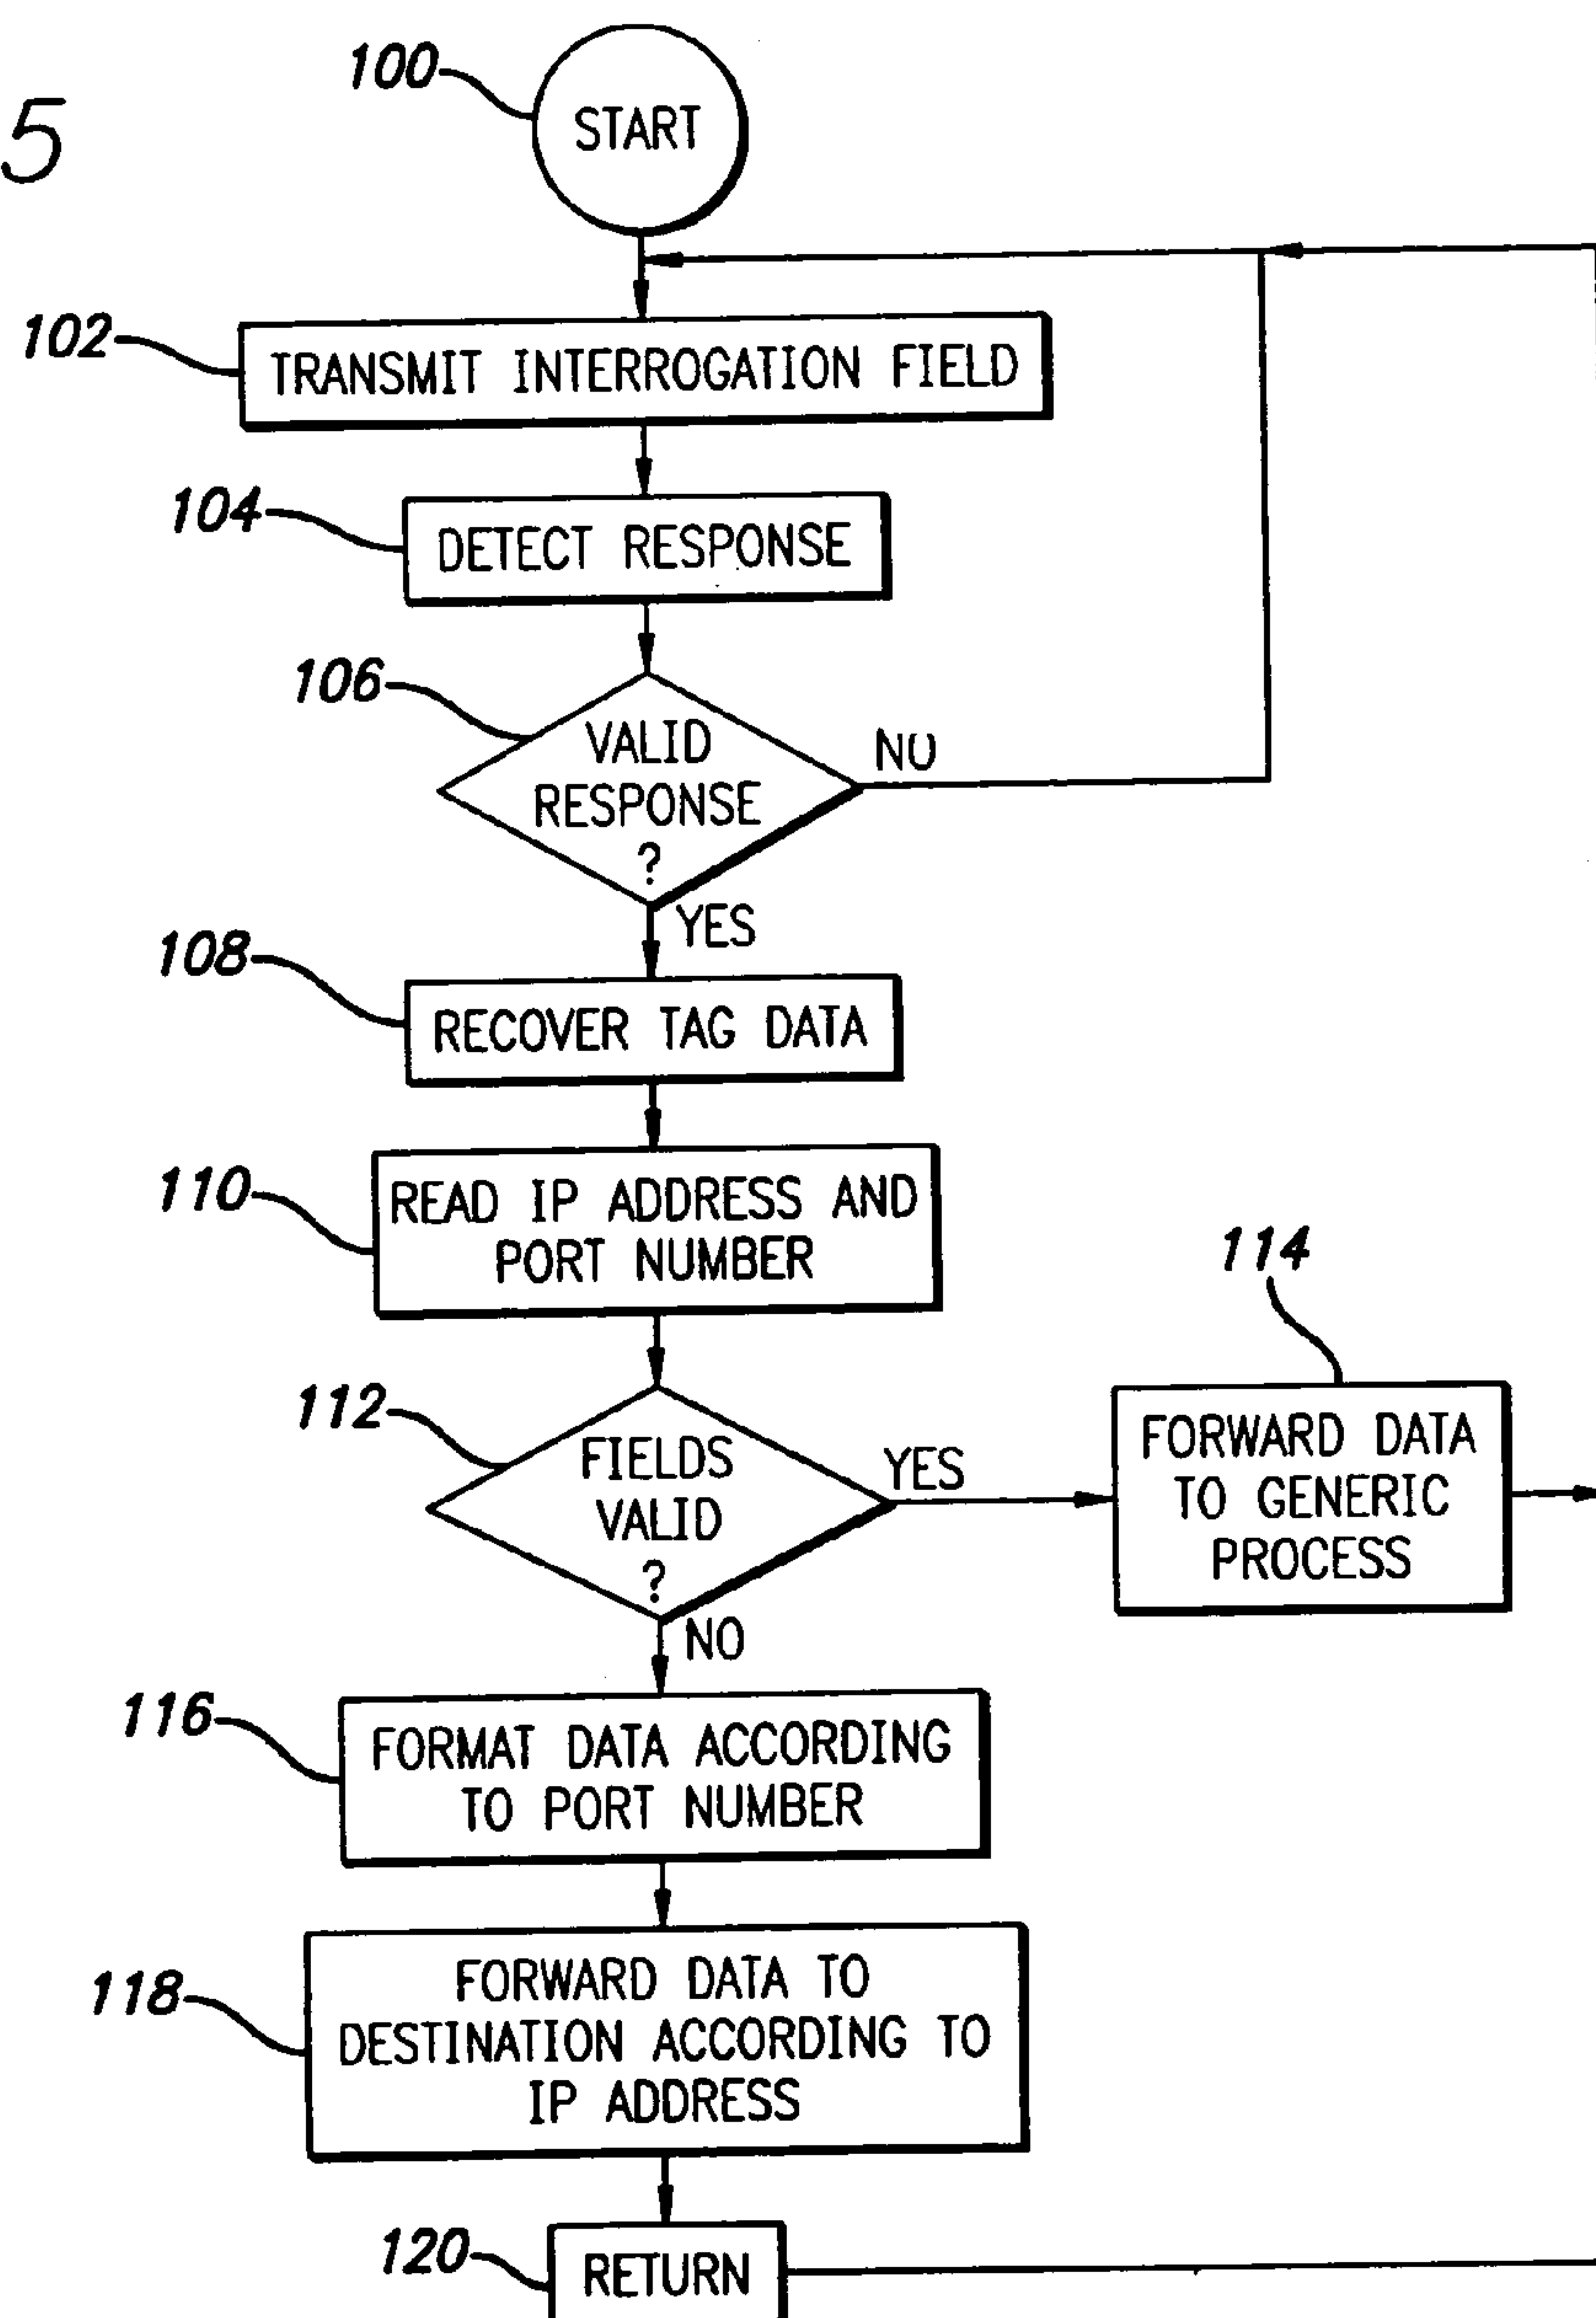 5
100
START
102
TRANSMIT INTERROGATION FIELD
104
DETECT RESPONSE
106
VALID
RESPONSE
?
NO
YES
108
RECOVER TAG DATA
110
READ IP ADDRESS AND
PORT NUMBER
112
FIELDS
VALID
?
YES
NO
114
FORWARD DATA
TO GENERIC
PROCESS
116
FORMAT DATA ACCORDING
TO PORT NUMBER
118
FORWARD DATA TO
DESTINATION ACCORDING TO
IP ADDRESS
120
RETURN